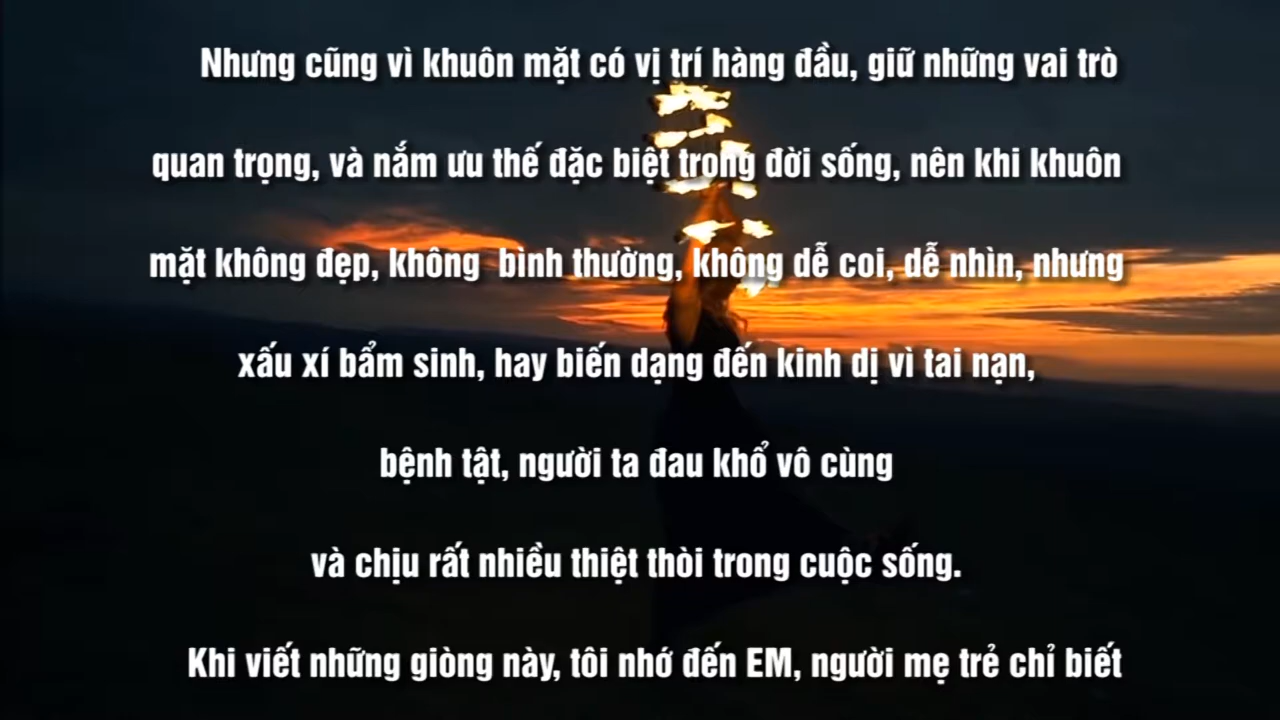 Nhưng cũng vì khuôn mặt có vị trí hàng đầu, giữ những vai trò
quan trọng, và nắm ưu thế đặc biệt trong đời sống, nên khi khuôn
mặt không đẹp, không bình thường, không dễ coi, dễ nhìn, nhưng
xấu xí bẩm sinh, hay biến dạng đến kinh dị vì tai nạn,
bệnh tật, người ta đau khổ vô cùng
và chịu rất nhiều thiệt thòi trong cuộc sống.
Khi viết những giòng này, tôi nhớ đến EM, người mẹ trẻ chỉ biết